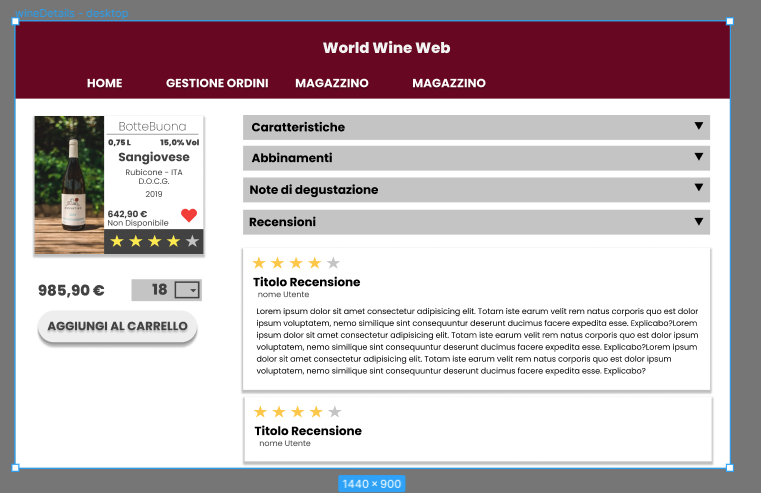 wineDetails - desktop
World Wine Web
HOME GESTIONE ORDINI MAGAZZINO MAGAZZINO
BotteBuona
0,75 L 15,0% Vol
Sangiovese
Rubicone - ITA
D.O.C.G.
2019
642,90 €
Non Disponibile
985,90 € 18
AGGIUNGI AL CARRELLO
Caratteristiche
Abbinamenti
Note di degustazione
Recensioni
Titolo Recensione
nome Utente
Lorem ipsum dolor sit amet consectetur adipisicing elit. Totam iste earum velit rem natus corporis quo est dolor
ipsum voluptatem, nemo similique sint consequuntur deserunt ducimus facere expedita esse. Explicabo?Lorem
ipsum dolor sit amet consectetur adipisicing elit. Totam iste earum velit rem natus corporis quo est dolor ipsum
voluptatem, nemo similique sint consequuntur deserunt ducimus facere expedita esse. Explicabo?Lorem ipsum
dolor sit amet consectetur adipisicing elit. Totam iste earum velit rem natus corporis quo est dolor ipsum
voluptatem, nemo similique sint consequuntur deserunt ducimus facere expedita esse. Explicabo?
Titolo Recensione
nome Utente
1440 × 900